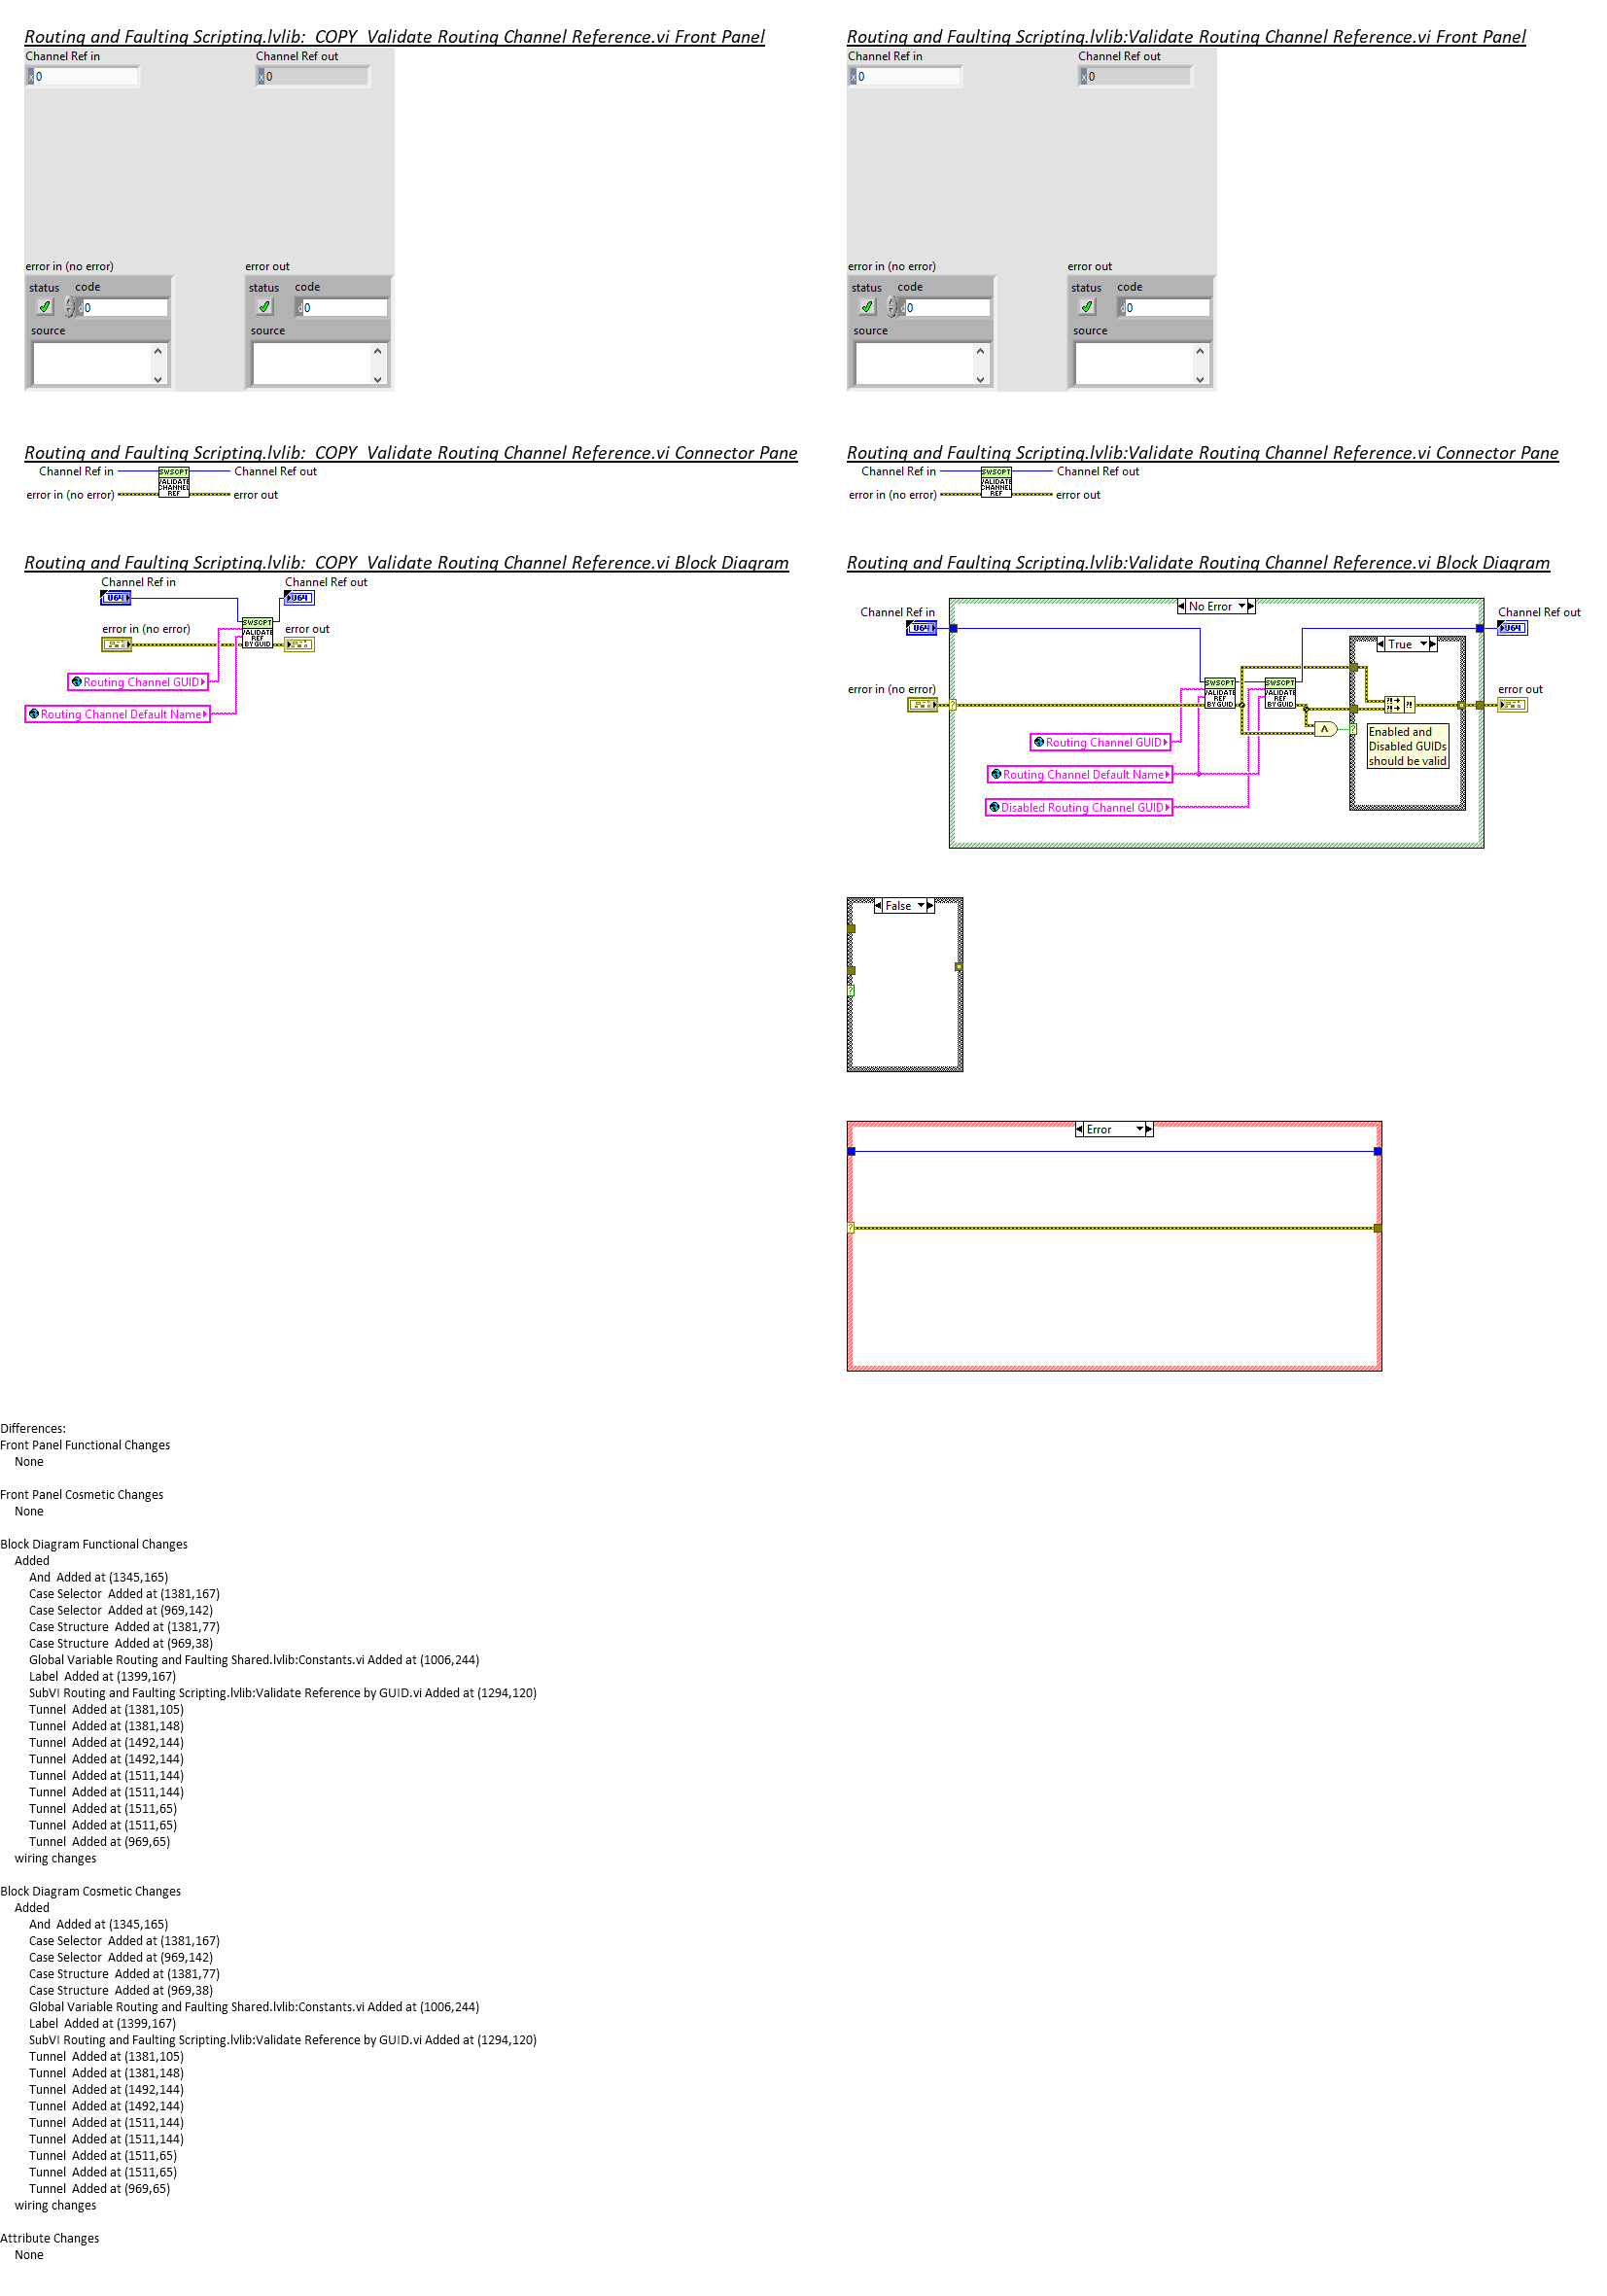 Routing and Faulting Scripting.lvlib:  COPY  Validate Routing Channel Reference.vi Front Panel
Channel Ref in
Channel Ref out
x 0
x 0
error in (no error)
error out
status
code
status
code
d 0
d 0
source
source
Routing and Faulting Scripting.lvlib:Validate Routing Channel Reference.vi Front Panel
Channel Ref in
Channel Ref out
x 0
x 0
error in (no error)
error out
status
code
status
code
d 0
d 0
source
source
Routing and Faulting Scripting.lvlib:  COPY  Validate Routing Channel Reference.vi Connector Pane
Channel Ref in
SWSCPT
Channel Ref out
VALIDATE
CHANNEL
REF
error in (no error)
error out
Routing and Faulting Scripting.lvlib:Validate Routing Channel Reference.vi Connector Pane
Channel Ref in
SWSCPT
Channel Ref out
VALIDATE
CHANNEL
REF
error in (no error)
error out
Routing and Faulting Scripting.lvlib:  COPY  Validate Routing Channel Reference.vi Block Diagram
Channel Ref in
Channel Ref out
U64
U64
SWSCPT
error in (no error)
VALIDATE
REF
BY GUID
error out
Routing Channel GUID
Routing Channel Default Name
Routing and Faulting Scripting.lvlib:Validate Routing Channel Reference.vi Block Diagram
No Error
Channel Ref in
Channel Ref out
U64
U64
True
SWSCPT
SWSCPT
error in (no error)
VALIDATE
REF
BY GUID
VALIDATE
REF
BY GUID
error out
Enabled and
Disabled GUIDs
should be valid
Routing Channel GUID
Routing Channel Default Name
Disabled Routing Channel GUID
False
Error
Differences:
Front Panel Functional Changes
None
Front Panel Cosmetic Changes
None
Block Diagram Functional Changes
Added
And  Added at (1345,165)
Case Selector  Added at (1381,167)
Case Selector  Added at (969,142)
Case Structure  Added at (1381,77)
Case Structure  Added at (969,38)
Global Variable Routing and Faulting Shared.lvlib:Constants.vi Added at (1006,244)
Label  Added at (1399,167)
SubVI Routing and Faulting Scripting.lvlib:Validate Reference by GUID.vi Added at (1294,120)
Tunnel  Added at (1381,105)
Tunnel  Added at (1381,148)
Tunnel  Added at (1492,144)
Tunnel  Added at (1492,144)
Tunnel  Added at (1511,144)
Tunnel  Added at (1511,144)
Tunnel  Added at (1511,65)
Tunnel  Added at (1511,65)
Tunnel  Added at (969,65)
wiring changes
Block Diagram Cosmetic Changes
Added
And  Added at (1345,165)
Case Selector  Added at (1381,167)
Case Selector  Added at (969,142)
Case Structure  Added at (1381,77)
Case Structure  Added at (969,38)
Global Variable Routing and Faulting Shared.lvlib:Constants.vi Added at (1006,244)
Label  Added at (1399,167)
SubVI Routing and Faulting Scripting.lvlib:Validate Reference by GUID.vi Added at (1294,120)
Tunnel  Added at (1381,105)
Tunnel  Added at (1381,148)
Tunnel  Added at (1492,144)
Tunnel  Added at (1492,144)
Tunnel  Added at (1511,144)
Tunnel  Added at (1511,144)
Tunnel  Added at (1511,65)
Tunnel  Added at (1511,65)
Tunnel  Added at (969,65)
wiring changes
Attribute Changes
None